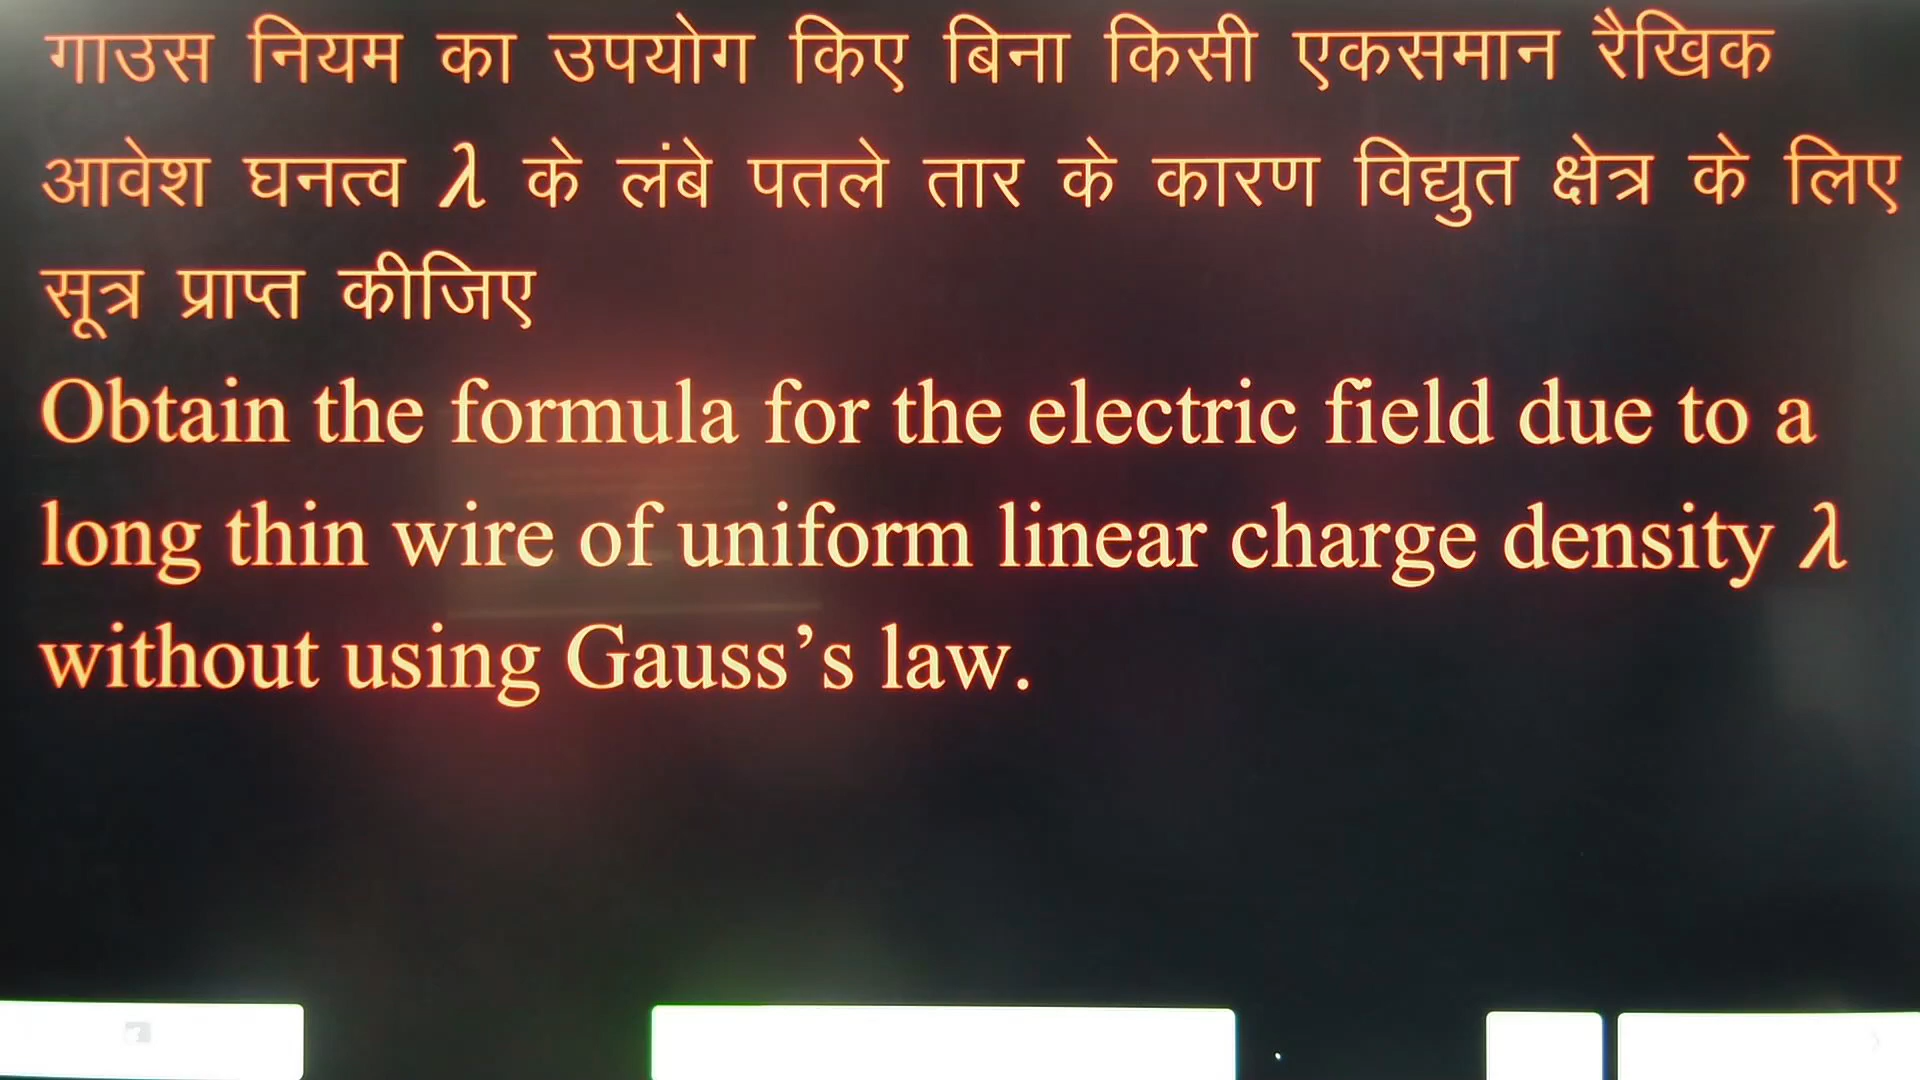 गाउस नियम का उपयोग किए बिना किसी एकसमान रैखिक
आवेश घनत्व λ के लंबे पतले तार के कारण विद्युत क्षेत्र के लिए
सूत्र प्राप्त कीजिए
Obtain the formula for the electric field due to a
long thin wire of uniform linear charge density λ
without using Gauss’s law.